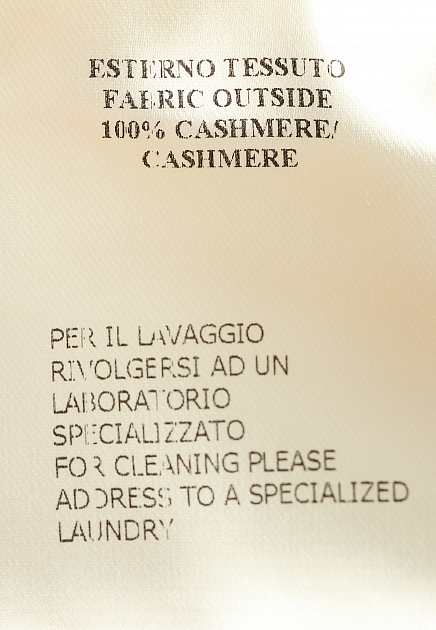 ESTERNO TESSUTO
FABRIC OUTSIDE
100% CASHMERE/
CASHMERE
PER IL LAVAGGIO
RIVOLGERSI AD UN
LABORATORIO
SPECIALIZZATO
FOR CLEANING PLEASE
ADDRESS TO A SPECIALIZED
LAUNDRY